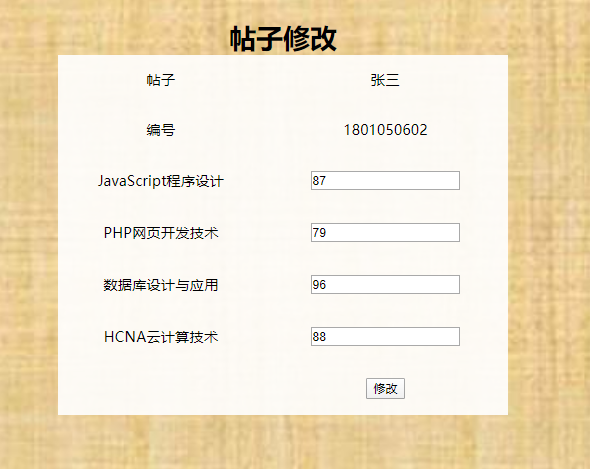 帖子修改
帖子 张三
编号 1801050602
JavaScript程序设计 87
PHP网页开发技术 79
数据库设计与应用 96
HCNA云计算技术 88
修改